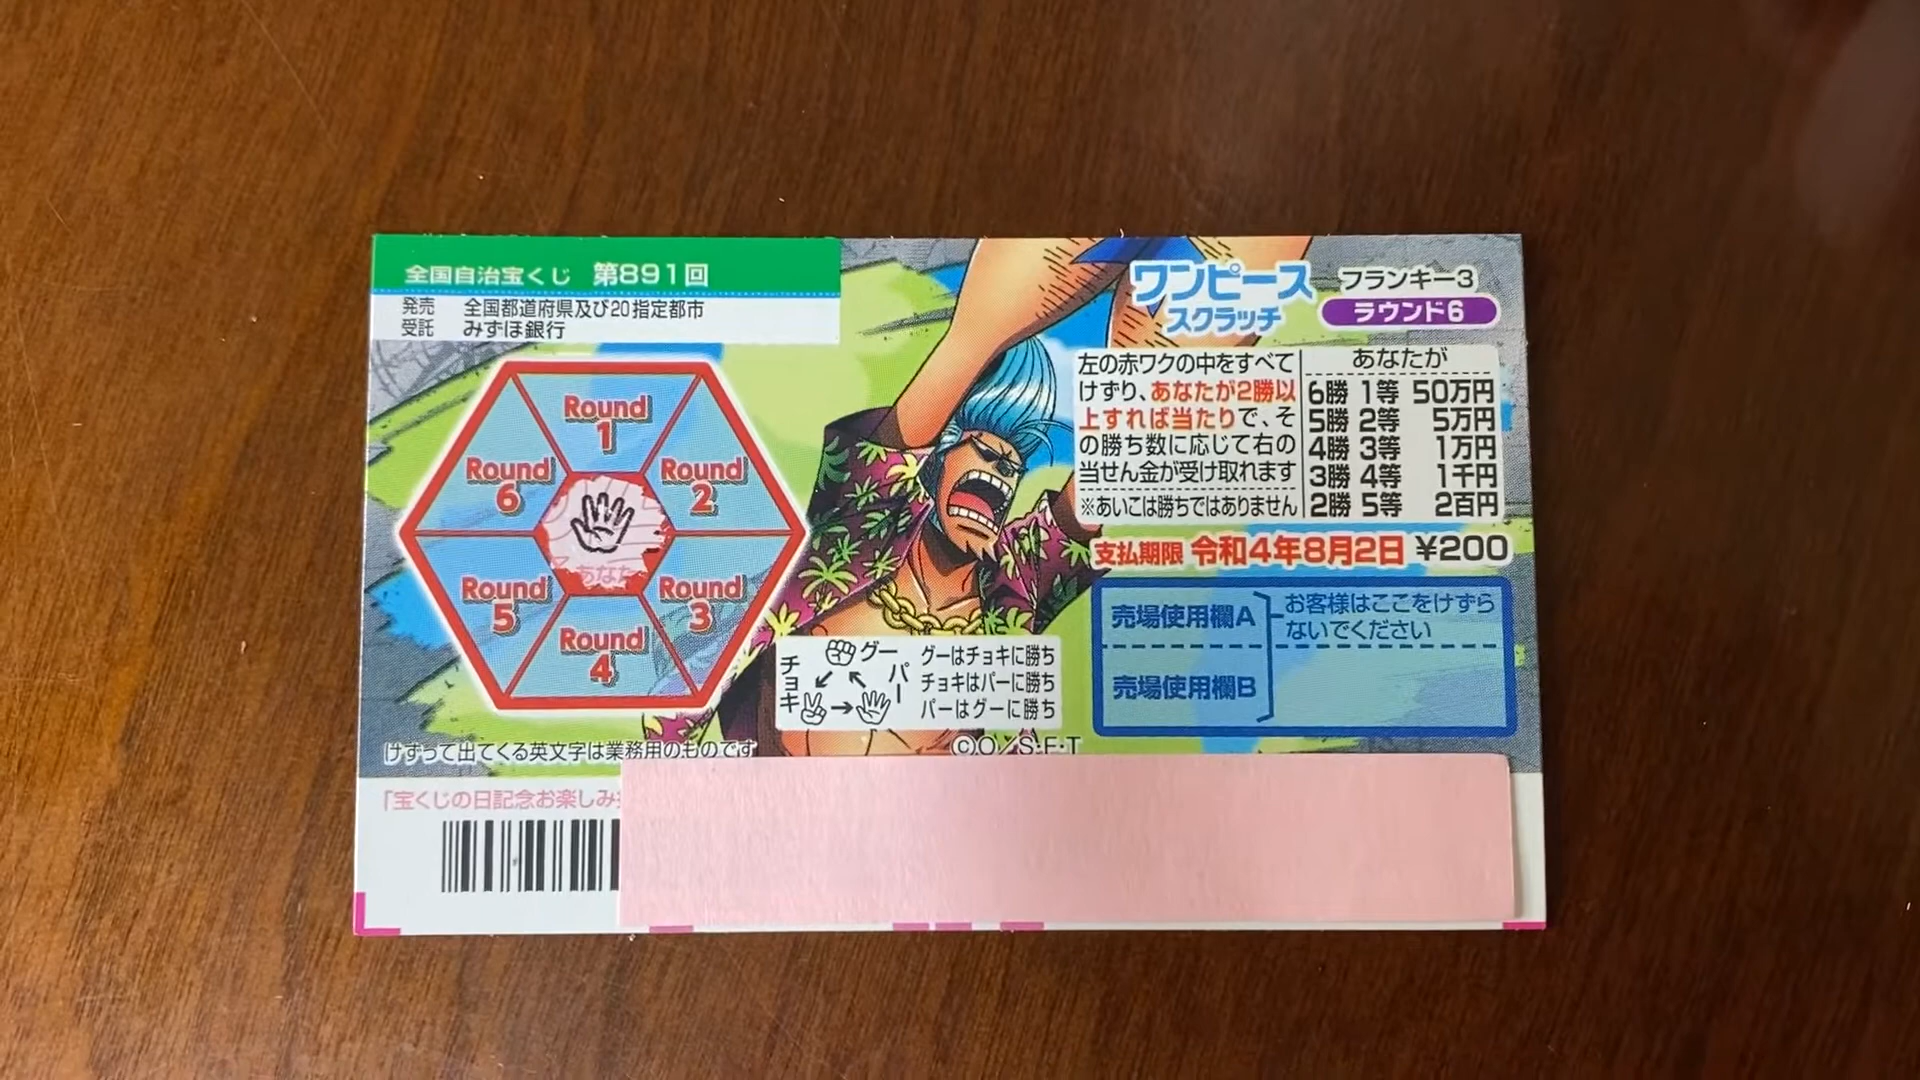 全国自治宝くじ 第891回
発売 全国都道府県及び20指定都市
受託 みずほ銀行
ワンピース
スクラッチ
フランキー3
ラウンド6
Round
1
Round
2
Round
3
Round
4
Round
5
Round
6
あなた
左の赤ワクの中をすべて
けずり、あなたが2勝以
上すれば当たりで、そ
の勝ち数に応じて右の
当せん金が受け取れます
※あいこは勝ちではありません
あなたが
6勝 1等 50万円
5勝 2等 5万円
4勝 3等 1万円
3勝 4等 1千円
2勝 5等 2百円
支払期限 令和4年8月2日 ¥200
売場使用欄A
お客様はここをけずら
ないでください
売場使用欄B
グー
チョキ
パー
グーはチョキに勝ち
チョキはパーに勝ち
パーはグーに勝ち
けずって出てくる英文字は業務用のものです
©O/S・F・T
「宝くじの日記念お楽しみ